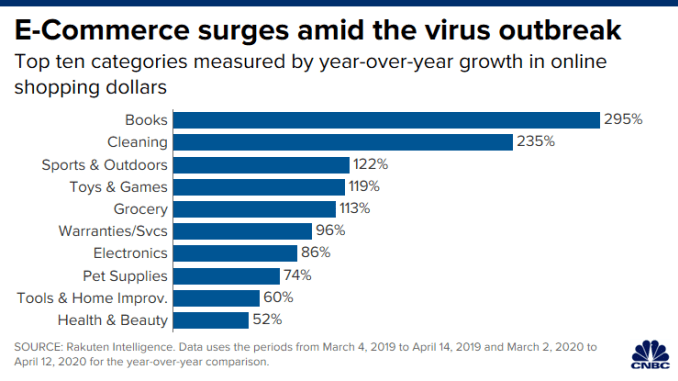 E-Commerce surges amid the virus outbreak
Top ten categories measured by year-over-year growth in online
shopping dollars
Books 295%
Cleaning 235%
Sports & Outdoors 122%
Toys & Games 119%
Grocery 113%
Warranties/Svcs 96%
Electronics 86%
Pet Supplies 74%
Tools & Home Improv. 60%
Health & Beauty 52%
SOURCE: Rakuten Intelligence. Data uses the periods from March 4, 2019 to April 14, 2019 and March 2, 2020 to
April 12, 2020 for the year-over-year comparison.
CNBC